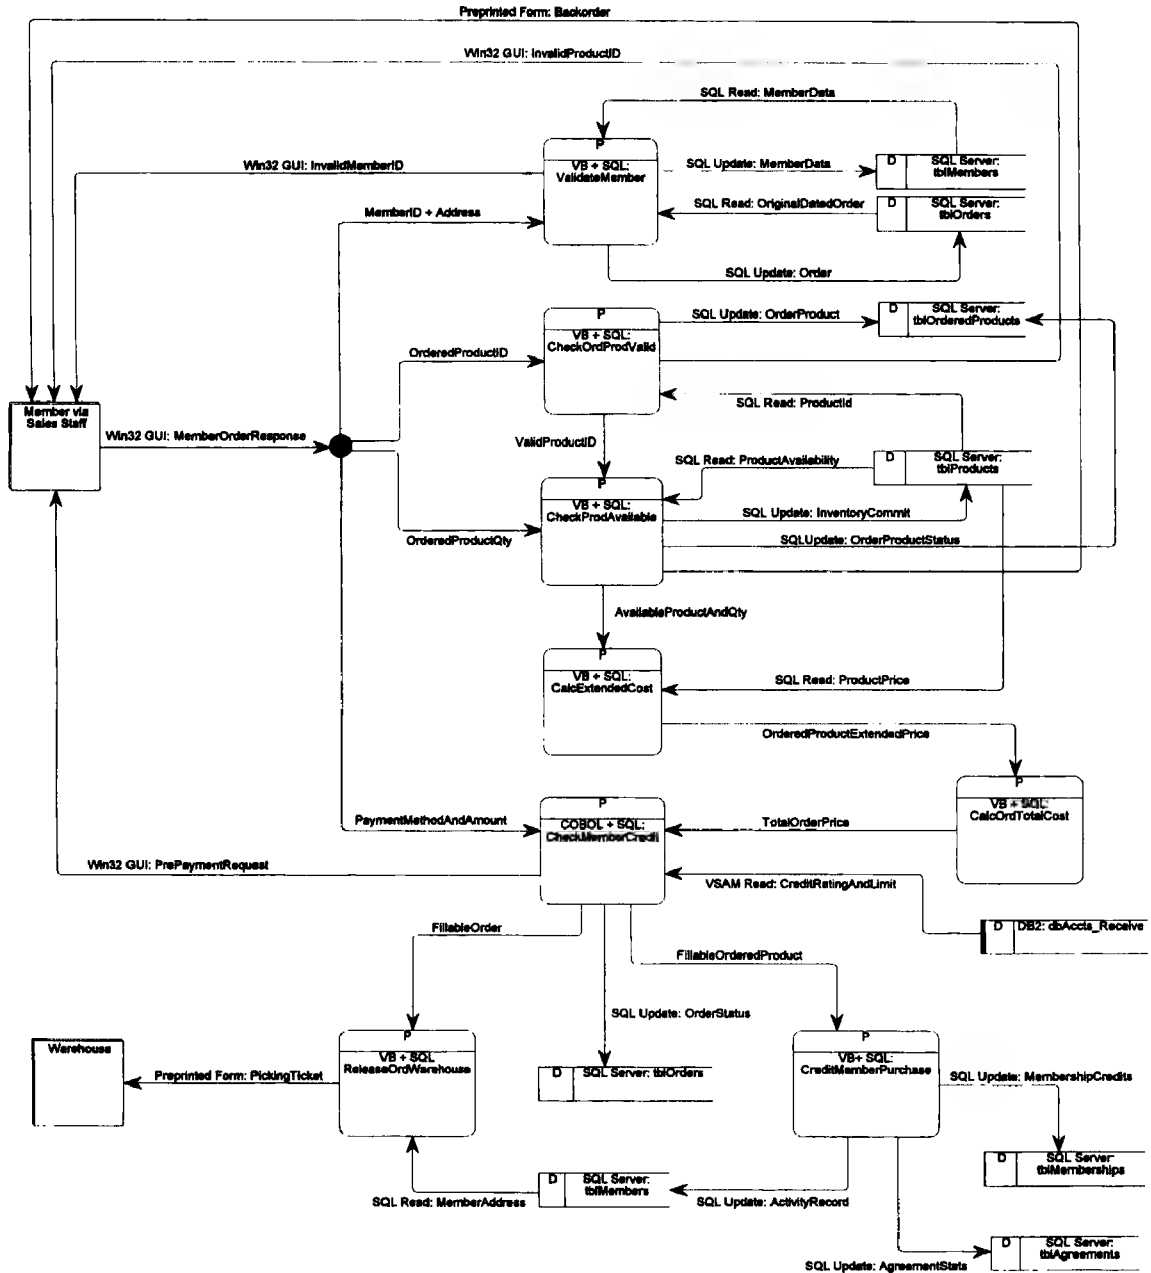 Preprinted Form: Backorder
Win32 GUI: InvalidProductID
SQL Read: MemberData
P
VB + SQL:
ValidateMember
Win32 GUI: InvalidMemberID
SQL Update: MemberData
D
SQL Server:
tblMembers
MemberID + Address
SQL Read: OriginalDatedOrder
D
SQL Server:
tblOrders
SQL Update: Order
P
VB + SQL:
CheckOrdProdValid
SQL Update: OrderProduct
D
SQL Server:
tblOrderedProducts
OrderedProductID
SQL Read: ProductId
Member via
Sales Staff
Win32 GUI: MemberOrderResponse
ValidProductID
SQL Read: ProductAvailability
D
SQL Server:
tblProducts
P
VB + SQL:
CheckProdAvailable
SQL Update: InventoryCommit
OrderedProductQty
SQLUpdate: OrderProductStatus
AvailableProductAndQty
P
VB + SQL:
CalcExtendedCost
SQL Read: ProductPrice
OrderedProductExtendedPrice
P
VB + SQL:
CalcOrdTotalCost
PaymentMethodAndAmount
P
COBOL + SQL:
CheckMemberCredit
TotalOrderPrice
Win32 GUI: PrePaymentRequest
VSAM Read: CreditRatingAndLimit
D
DB2: dbAccts_Receive
FillableOrder
FillableOrderedProduct
SQL Update: OrderStatus
Warehouse
Preprinted Form: PickingTicket
P
VB + SQL
ReleaseOrdWarehouse
D
SQL Server: tblOrders
P
VB+ SQL:
CreditMemberPurchase
SQL Update: MembershipCredits
D
SQL Server:
tblMemberships
SQL Read: MemberAddress
D
SQL Server:
tblMembers
SQL Update: ActivityRecord
D
SQL Server:
tblAgreements
SQL Update: AgreementStats